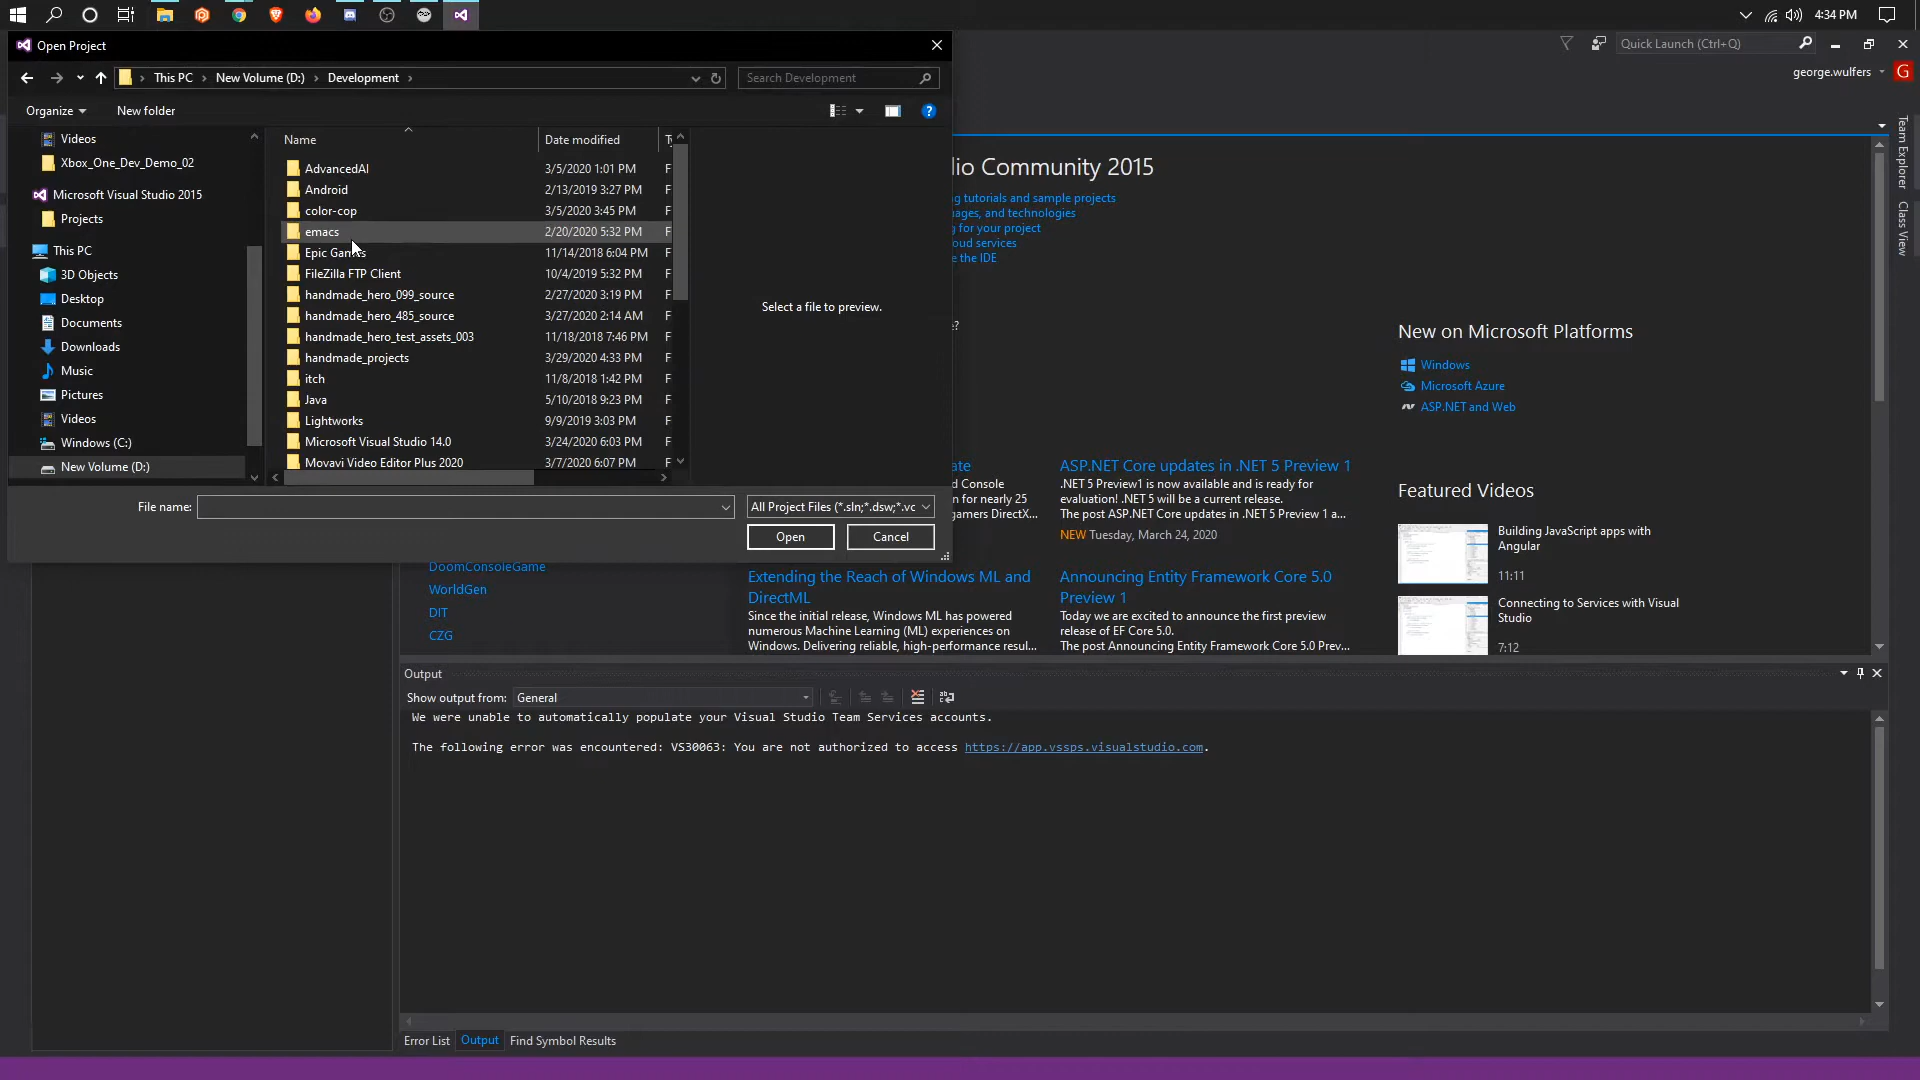 4:34 PM
Open Project
Quick Launch (Ctrl+Q)
This PC
New Volume (D:)
Development
Search Development
george.wulfers
G
Organize
New folder
Name
Date modified
Videos
Xbox_One_Dev_Demo_02
Microsoft Visual Studio 2015
Projects
This PC
3D Objects
Desktop
Documents
Downloads
Music
Pictures
Videos
Windows (C:)
New Volume (D:)
AdvancedAI 3/5/2020 1:01 PM F
Android 2/13/2019 3:27 PM F
color-cop 3/5/2020 3:45 PM F
emacs 2/20/2020 5:32 PM F
Epic Games 11/14/2018 6:04 PM F
FileZilla FTP Client 10/4/2019 5:32 PM F
handmade_hero_099_source 2/27/2020 3:19 PM F
handmade_hero_485_source 3/27/2020 2:14 AM F
handmade_hero_test_assets_003 11/18/2018 7:46 PM F
handmade_projects 3/29/2020 4:33 PM F
itch 11/8/2018 1:42 PM F
Java 5/10/2018 9:23 PM F
Lightworks 9/9/2019 3:03 PM F
Microsoft Visual Studio 14.0 3/24/2020 6:03 PM F
Movavi Video Editor Plus 2020 3/7/2020 6:07 PM F
Select a file to preview.
File name:
All Project Files (*.sln;*.dsw;*.vc
Open
Cancel
dio Community 2015
ng tutorials and sample projects
ages, and technologies
g for your project
oud services
e the IDE
e?
Team Explorer
Class View
New on Microsoft Platforms
Windows
Microsoft Azure
ASP.NET and Web
ate
d Console
n for nearly 25
gamers DirectX...
ASP.NET Core updates in .NET 5 Preview 1
.NET 5 Preview1 is now available and is ready for
evaluation! .NET 5 will be a current release.
The post ASP.NET Core updates in .NET 5 Preview 1 a...
NEW Tuesday, March 24, 2020
Featured Videos
Building JavaScript apps with
Angular
11:11
Connecting to Services with Visual
Studio
7:12
DoomConsoleGame
WorldGen
DIT
CZG
Extending the Reach of Windows ML and
DirectML
Since the initial release, Windows ML has powered
numerous Machine Learning (ML) experiences on
Windows. Delivering reliable, high-performance resul...
Announcing Entity Framework Core 5.0
Preview 1
Today we are excited to announce the first preview
release of EF Core 5.0.
The post Announcing Entity Framework Core 5.0 Prev...
Output
Show output from: General
We were unable to automatically populate your Visual Studio Team Services accounts.
The following error was encountered: VS30063: You are not authorized to access https://app.vssps.visualstudio.com.
Error List
Output
Find Symbol Results